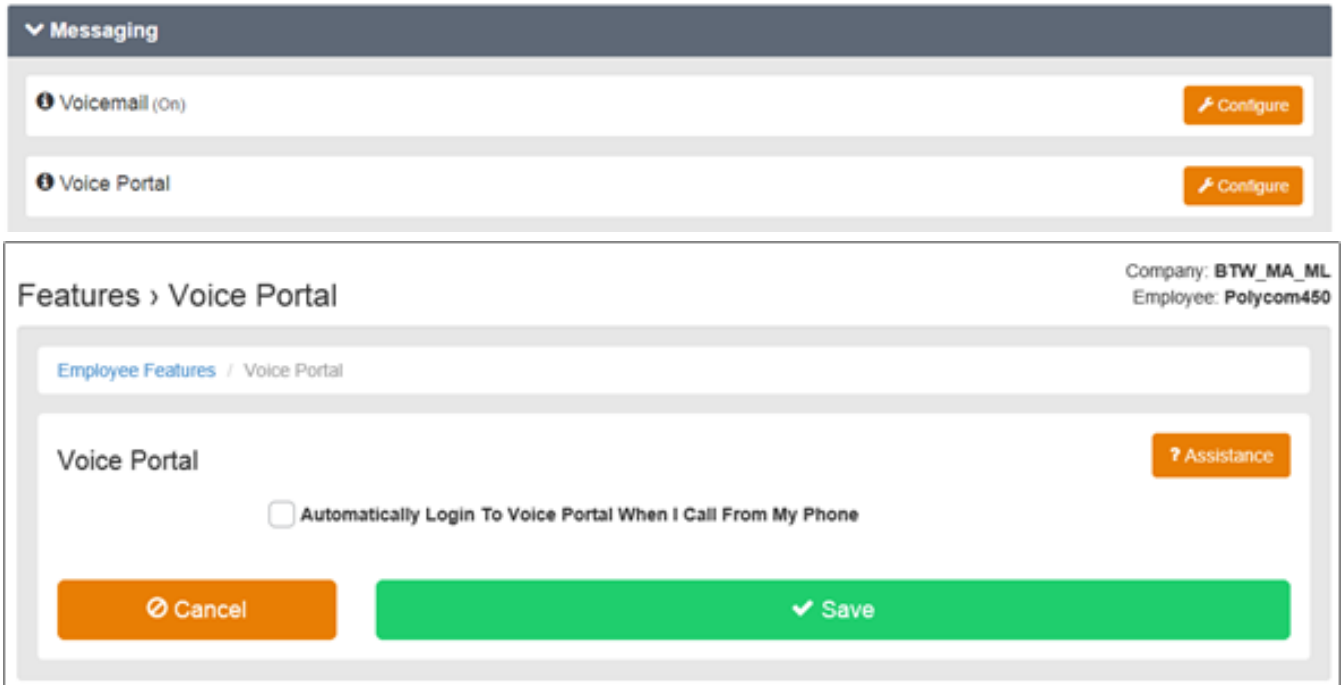 Messaging
Voicemail (On)
Configure
Voice Portal
Configure
Features › Voice Portal
Company: BTW_MA_ML
Employee: Polycom450
Employee Features / Voice Portal
Voice Portal
? Assistance
Automatically Login To Voice Portal When I Call From My Phone
Cancel
Save